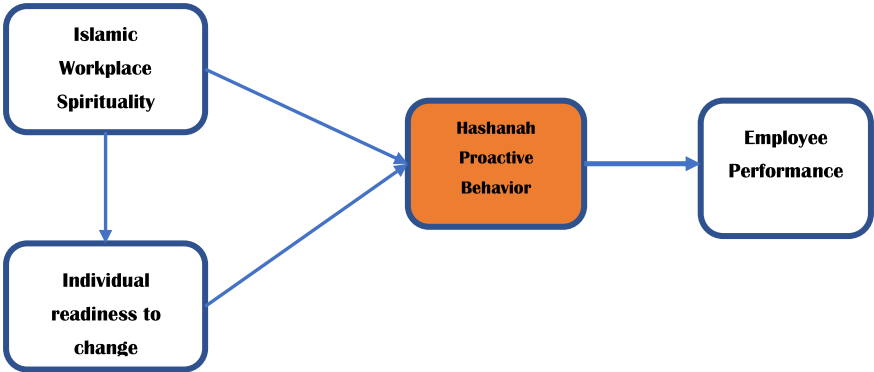 Islamic
Workplace
Spirituality
Hashanah
Proactive
Behavior
Employee
Performance
Individual
readiness to
change